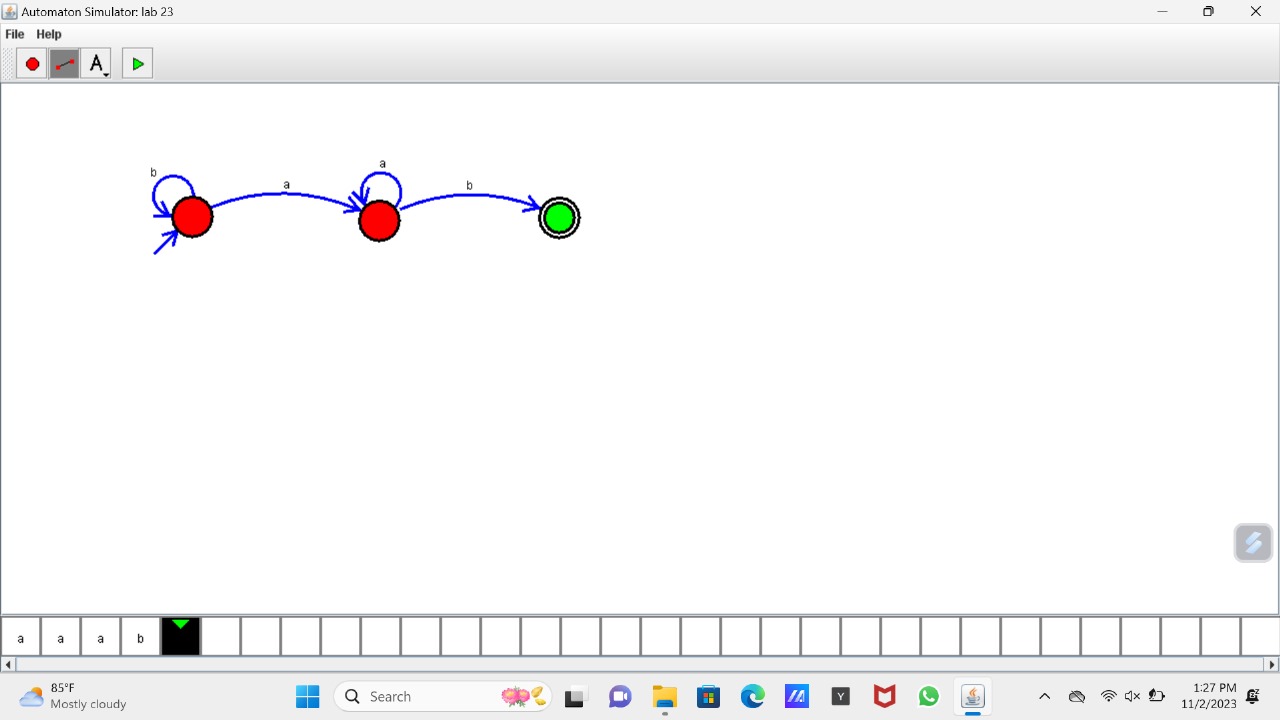 Automaton Simulator: lab 23
File Help
A
b a a b
a a a b
85°F
Mostly cloudy
Search
Y
1:27 PM
11/2/2023